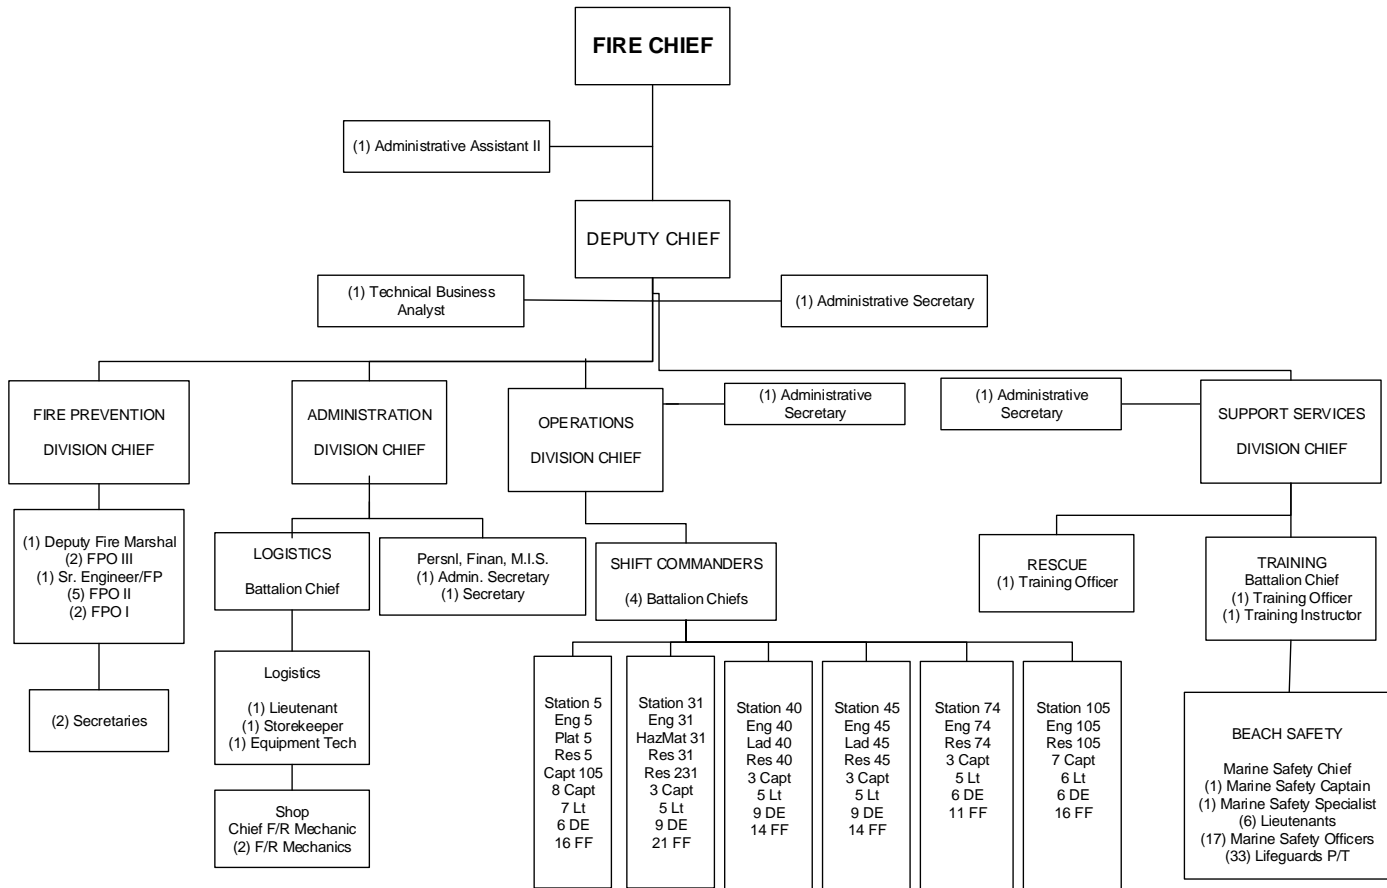 FIRE CHIEF
(1) Administrative Assistant II
DEPUTY CHIEF
(1) Technical Business
Analyst
(1) Administrative Secretary
FIRE PREVENTION
DIVISION CHIEF
ADMINISTRATION
DIVISION CHIEF
OPERATIONS
DIVISION CHIEF
(1) Administrative
Secretary
(1) Administrative
Secretary
SUPPORT SERVICES
DIVISION CHIEF
(1) Deputy Fire Marshal
(2) FPO III
(1) Sr. Engineer/FP
(5) FPO II
(2) FPO I
LOGISTICS
Battalion Chief
Persnl, Finan, M.I.S.
(1) Admin. Secretary
(1) Secretary
SHIFT COMMANDERS
(4) Battalion Chiefs
RESCUE
(1) Training Officer
TRAINING
Battalion Chief
(1) Training Officer
(1) Training Instructor
(2) Secretaries
Logistics
(1) Lieutenant
(1) Storekeeper
(1) Equipment Tech
Shop
Chief F/R Mechanic
(2) F/R Mechanics
Station 5
Eng 5
Plat 5
Res 5
Capt 105
8 Capt
7 Lt
6 DE
16 FF
Station 31
Eng 31
HazMat 31
Res 31
Res 231
3 Capt
5 Lt
9 DE
21 FF
Station 40
Eng 40
Lad 40
Res 40
3 Capt
5 Lt
9 DE
14 FF
Station 45
Eng 45
Lad 45
Res 45
3 Capt
5 Lt
9 DE
14 FF
Station 74
Eng 74
Res 74
3 Capt
5 Lt
6 DE
11 FF
Station 105
Eng 105
Res 105
7 Capt
6 Lt
6 DE
16 FF
BEACH SAFETY
Marine Safety Chief
(1) Marine Safety Captain
(1) Marine Safety Specialist
(6) Lieutenants
(17) Marine Safety Officers
(33) Lifeguards P/T